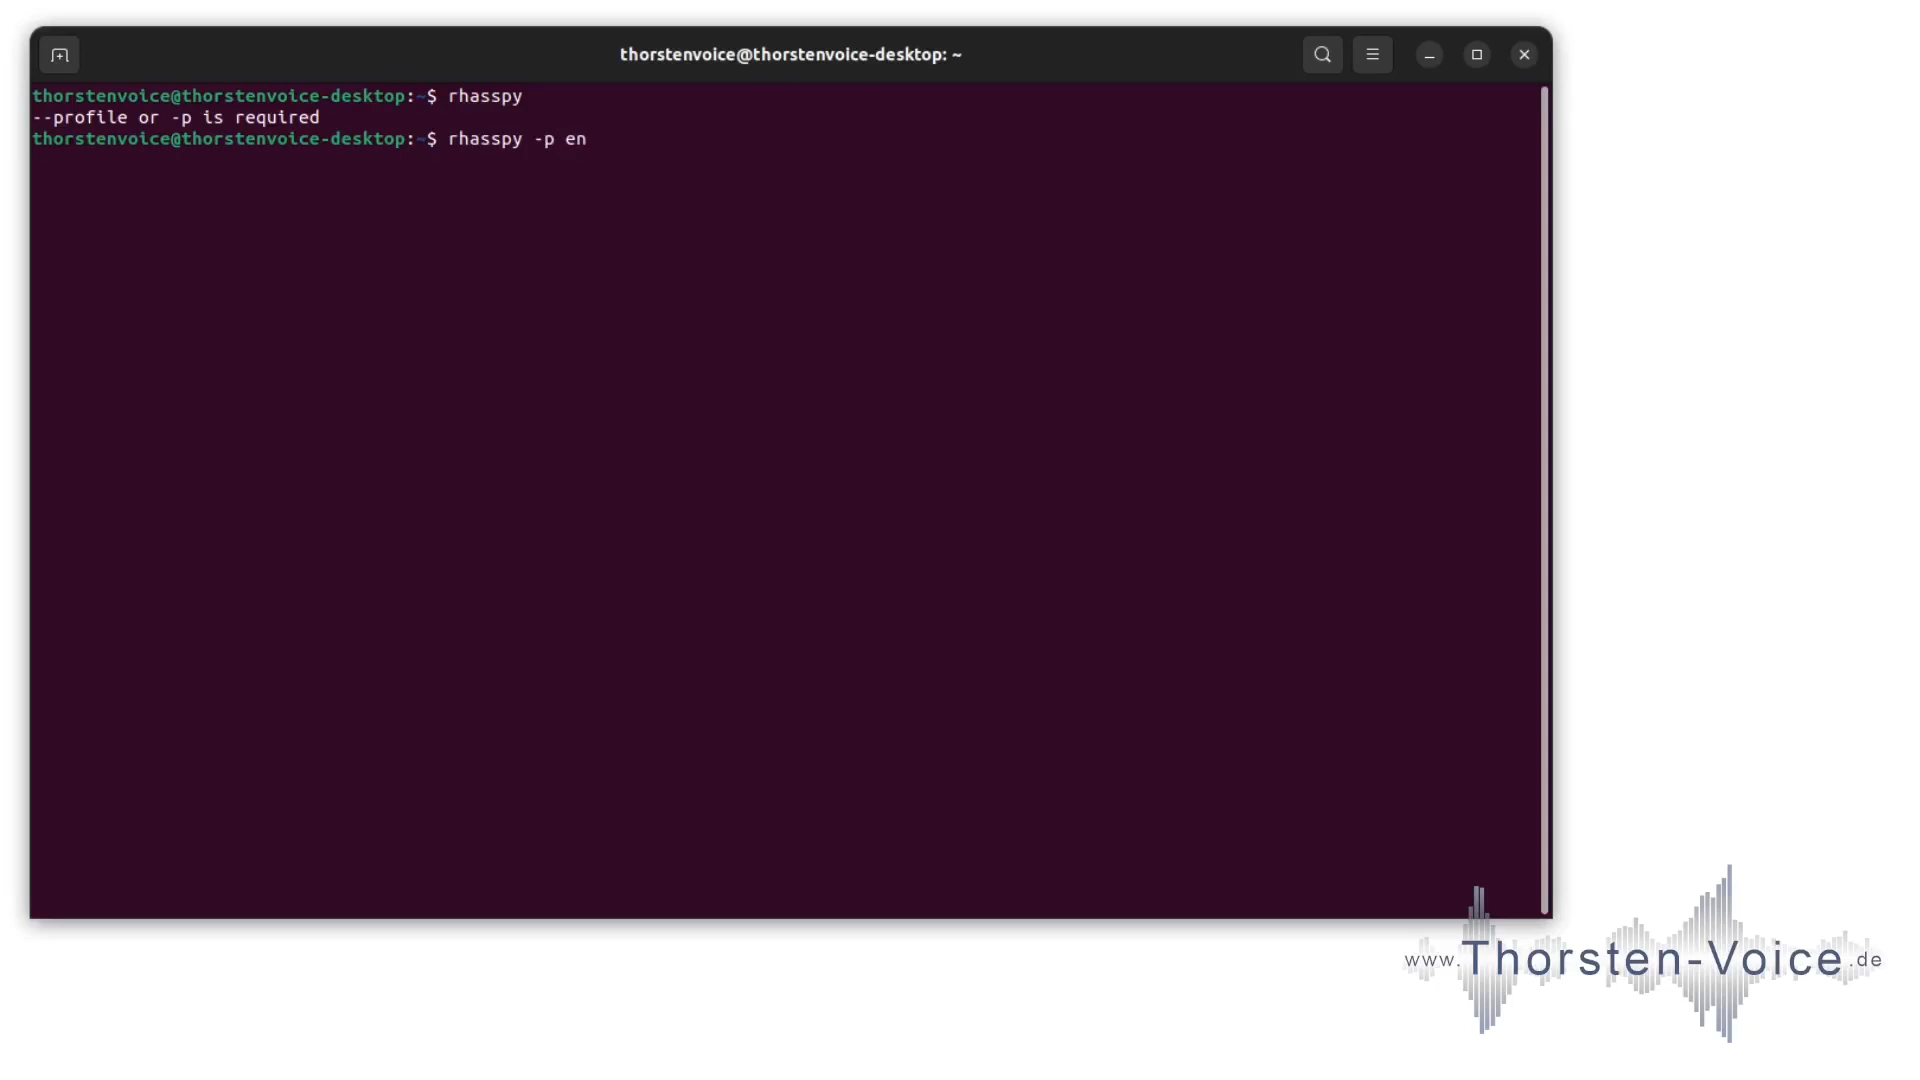 thorstenvoice@thorstenvoice-desktop: ~
thorstenvoice@thorstenvoice-desktop:~$ rhasspy
--profile or -p is required
thorstenvoice@thorstenvoice-desktop:~$ rhasspy -p en
www.Thorsten-Voice.de